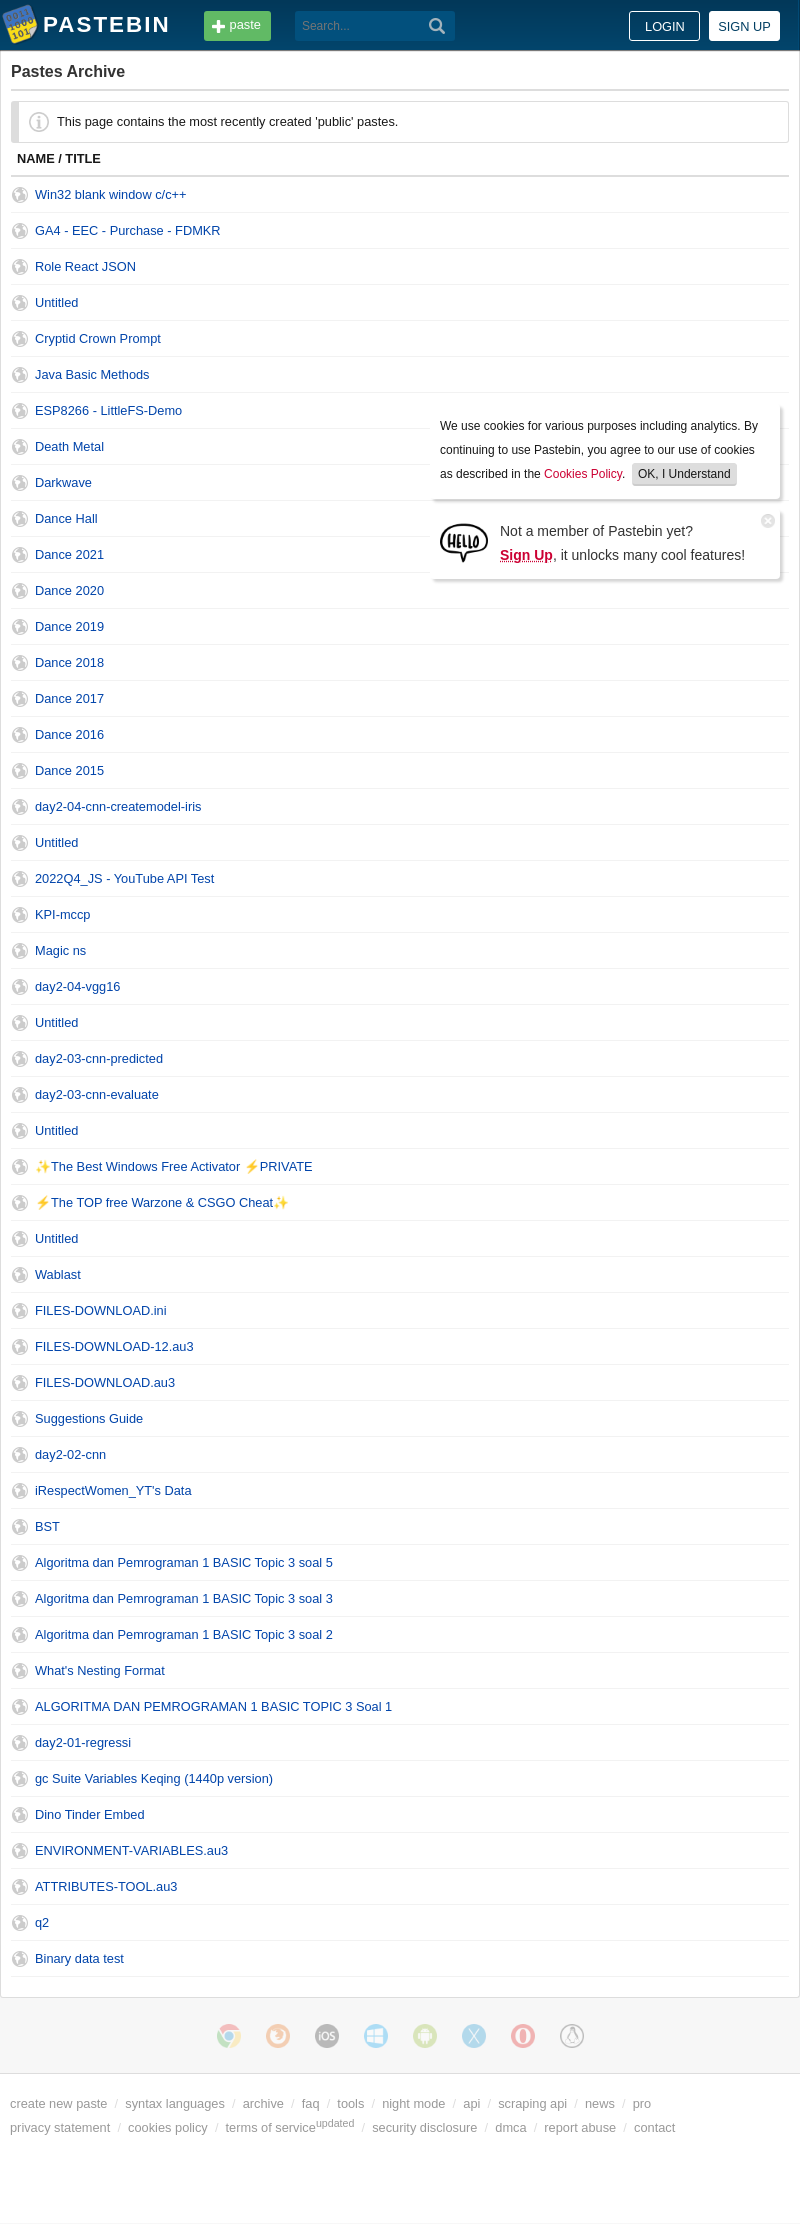 PASTEBIN
paste
Search...
LOGIN
SIGN UP
Pastes Archive
This page contains the most recently created 'public' pastes.
NAME / TITLE
Win32 blank window c/c++
GA4 - EEC - Purchase - FDMKR
Role React JSON
Untitled
Cryptid Crown Prompt
Java Basic Methods
ESP8266 - LittleFS-Demo
Death Metal
Darkwave
Dance Hall
Dance 2021
Dance 2020
Dance 2019
Dance 2018
Dance 2017
Dance 2016
Dance 2015
day2-04-cnn-createmodel-iris
Untitled
2022Q4_JS - YouTube API Test
KPI-mccp
Magic ns
day2-04-vgg16
Untitled
day2-03-cnn-predicted
day2-03-cnn-evaluate
Untitled
✨The Best Windows Free Activator ⚡PRIVATE
⚡The TOP free Warzone & CSGO Cheat✨
Untitled
Wablast
FILES-DOWNLOAD.ini
FILES-DOWNLOAD-12.au3
FILES-DOWNLOAD.au3
Suggestions Guide
day2-02-cnn
iRespectWomen_YT's Data
BST
Algoritma dan Pemrograman 1 BASIC Topic 3 soal 5
Algoritma dan Pemrograman 1 BASIC Topic 3 soal 3
Algoritma dan Pemrograman 1 BASIC Topic 3 soal 2
What's Nesting Format
ALGORITMA DAN PEMROGRAMAN 1 BASIC TOPIC 3 Soal 1
day2-01-regressi
gc Suite Variables Keqing (1440p version)
Dino Tinder Embed
ENVIRONMENT-VARIABLES.au3
ATTRIBUTES-TOOL.au3
q2
Binary data test
We use cookies for various purposes including analytics. By
continuing to use Pastebin, you agree to our use of cookies
as described in the Cookies Policy. OK, I Understand
HELLO
Not a member of Pastebin yet?
Sign Up, it unlocks many cool features!
iOS
create new paste / syntax languages / archive / faq / tools / night mode / api / scraping api / news / pro
privacy statement / cookies policy / terms of service updated / security disclosure / dmca / report abuse / contact